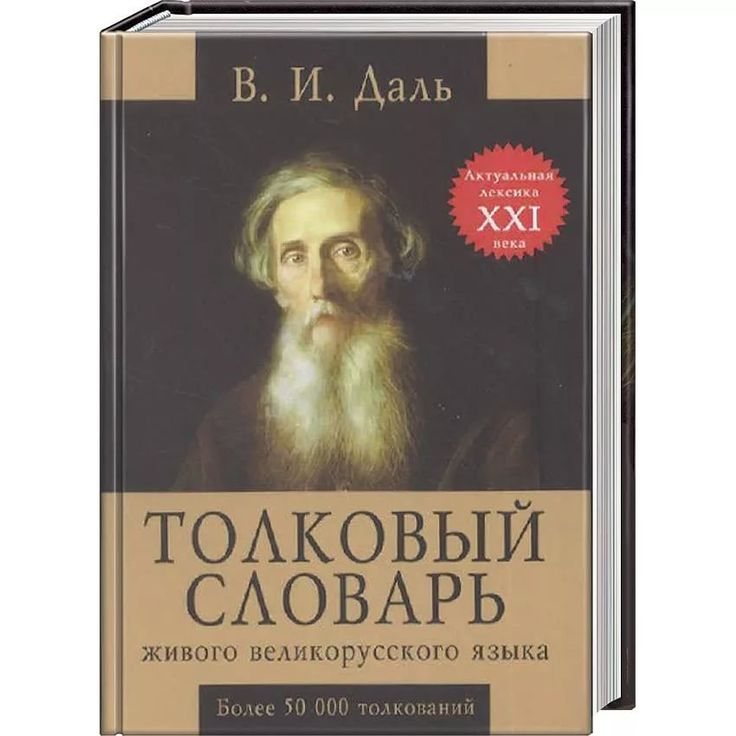 В. И. Даль
Актуальная
лексика
XXI
века
ТОЛКОВЫЙ
СЛОВАРЬ
живого великорусского языка
Более 50 000 толкований